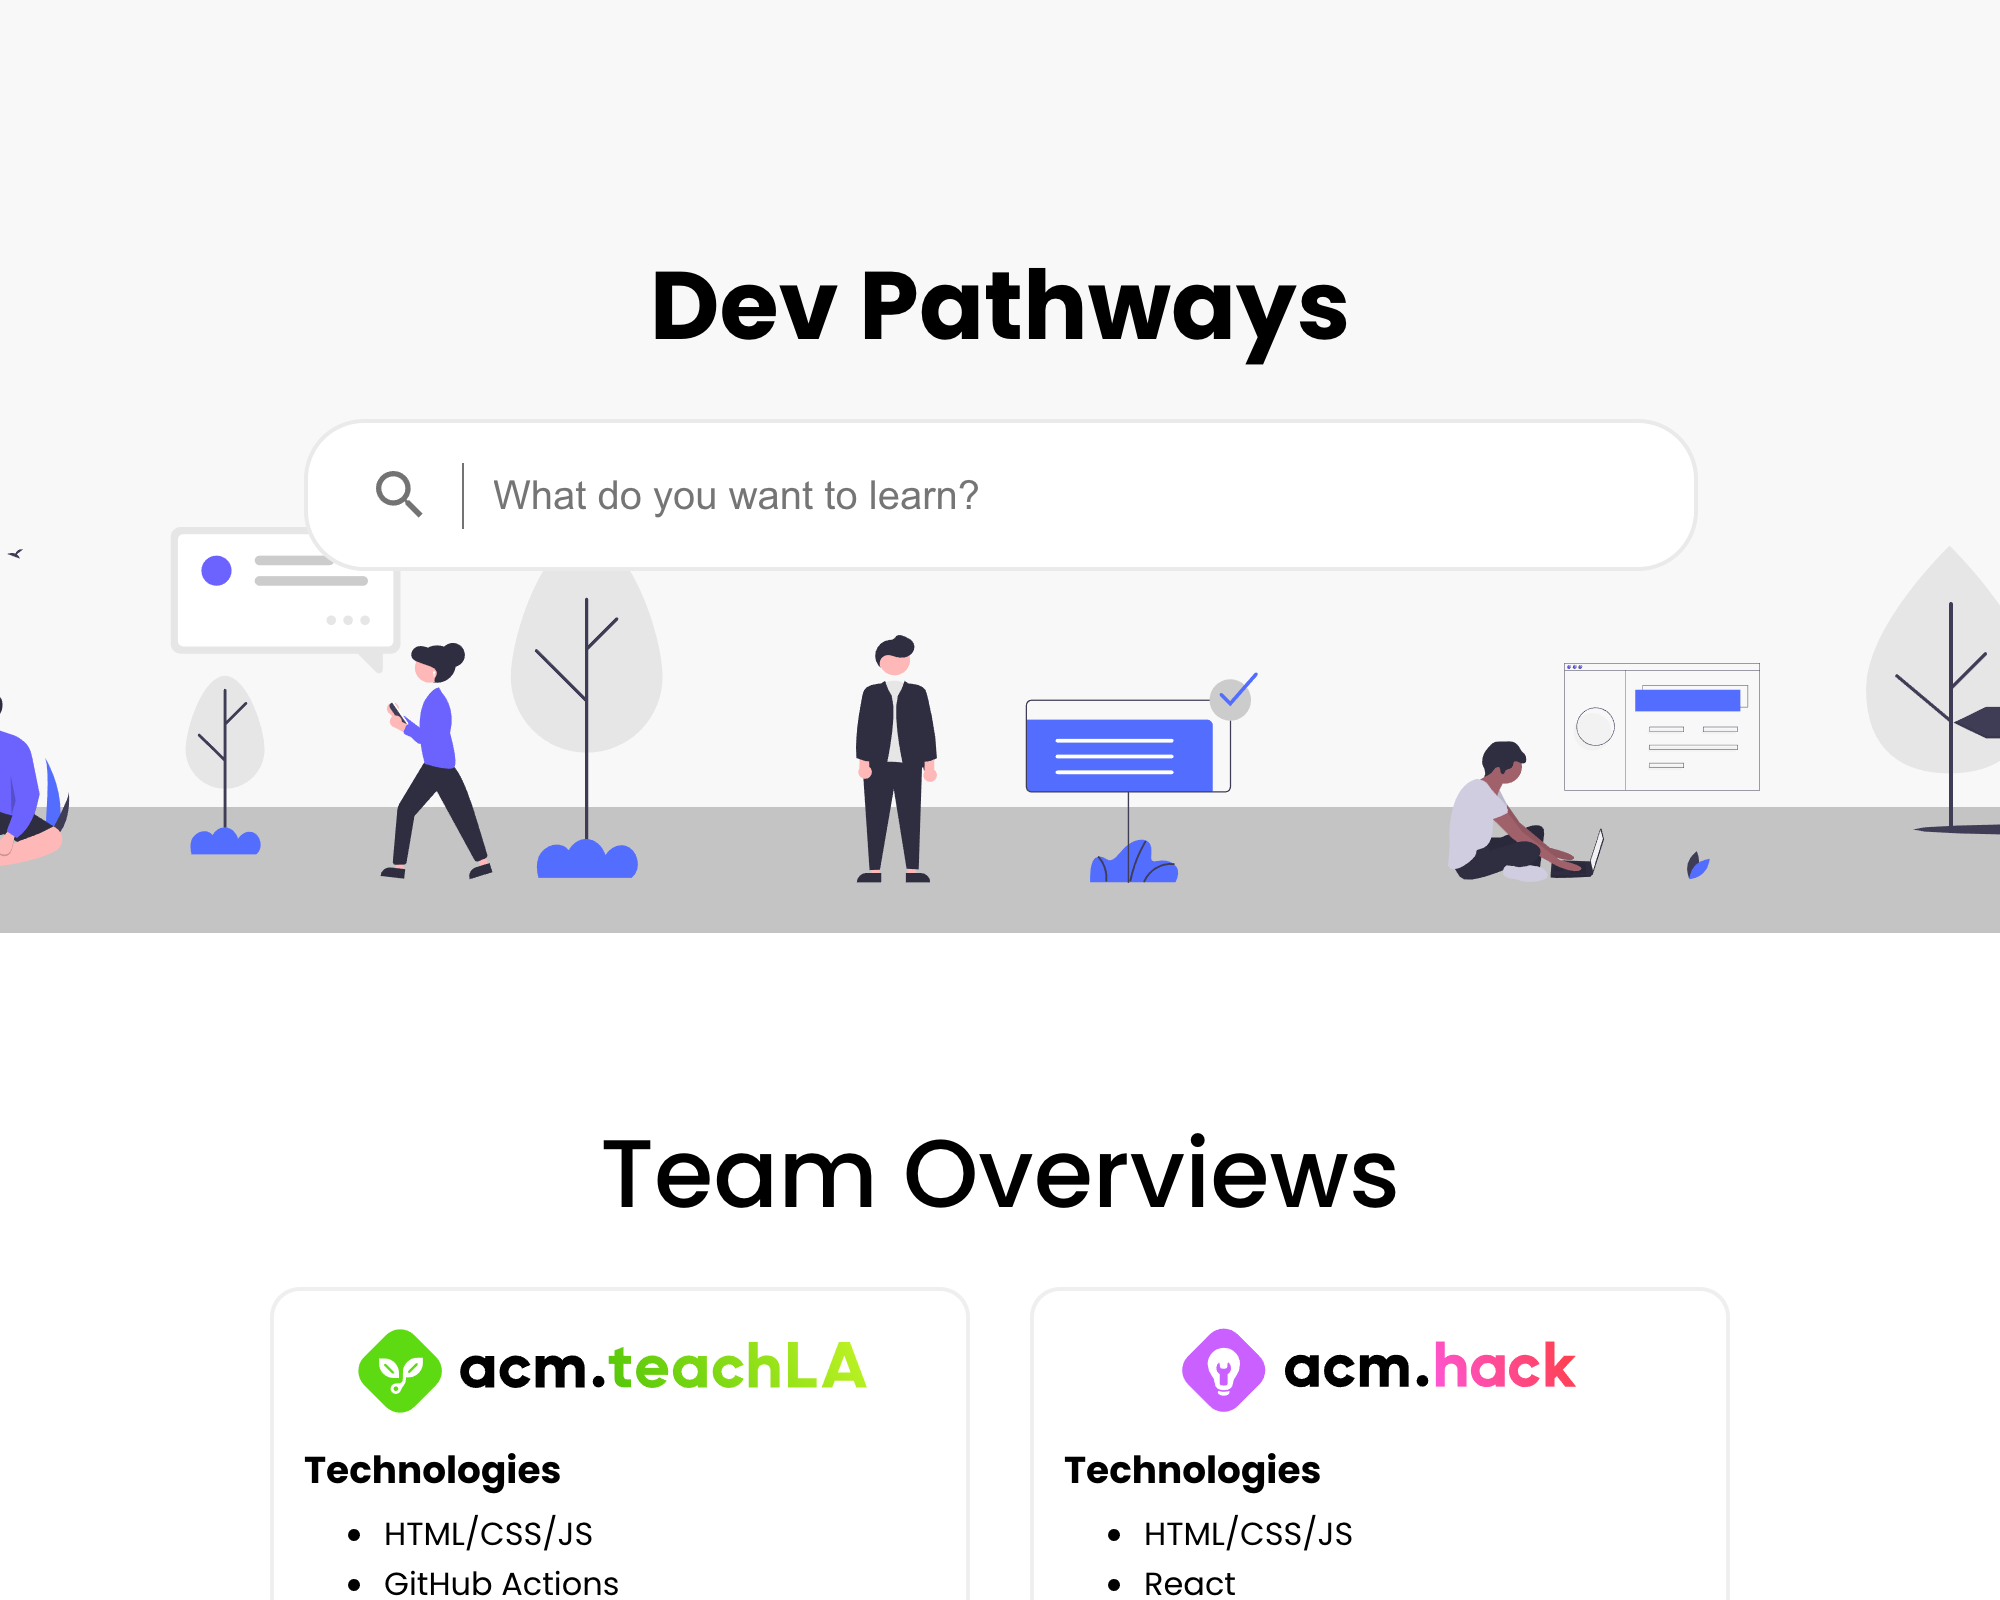 Dev Pathways
What do you want to learn?
Team Overviews
acm.teachLA
Technologies
HTML/CSS/JS
GitHub Actions
acm.hack
Technologies
HTML/CSS/JS
React